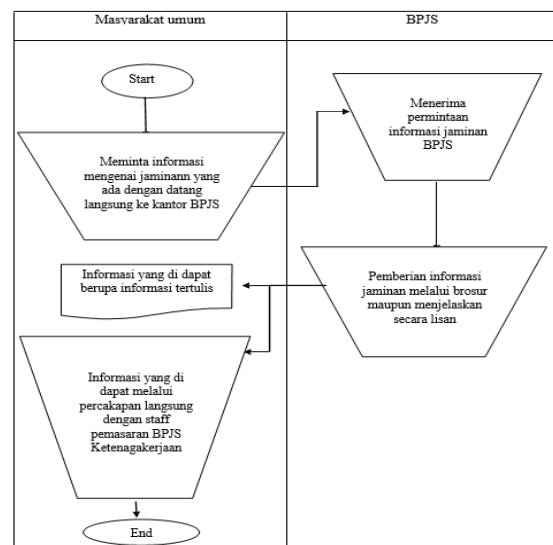 Masyarakat umum
BPJS
Start
Meminta informasi
mengenai jaminann yang
ada dengan datang
langsung ke kantor BPJS
Menerima
permintaan
informasi jaminan
BPJS
Pemberian informasi
jaminan melalui brosur
maupun menjelaskan
secara lisan
Informasi yang di dapat
berupa informasi tertulis
Informasi yang di
dapat melalui
percakapan langsung
dengan staff
pemasaran BPJS
Ketenagakerjaan
End